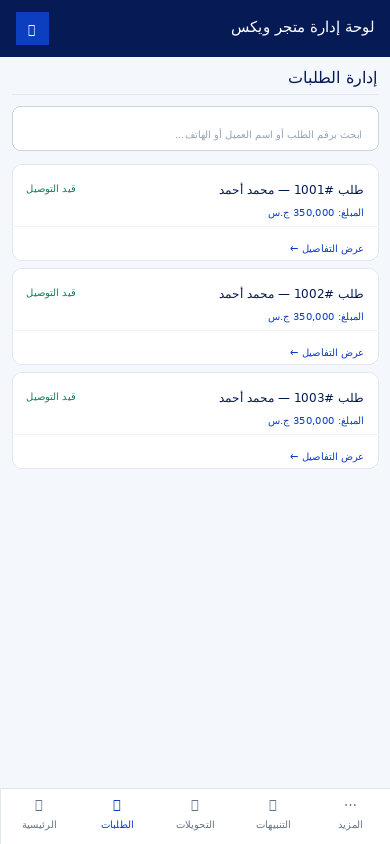 لوحة إدارة متجر ويكس
إدارة الطلبات
ابحث برقم الطلب أو اسم العميل أو الهاتف...
طلب #1001 — محمد أحمد
قيد التوصيل
المبلغ: 350,000 ج.س
عرض التفاصيل ←
طلب #1002 — محمد أحمد
قيد التوصيل
المبلغ: 350,000 ج.س
عرض التفاصيل ←
طلب #1003 — محمد أحمد
قيد التوصيل
المبلغ: 350,000 ج.س
عرض التفاصيل ←
المزيد
التنبيهات
التحويلات
الطلبات
الرئيسية